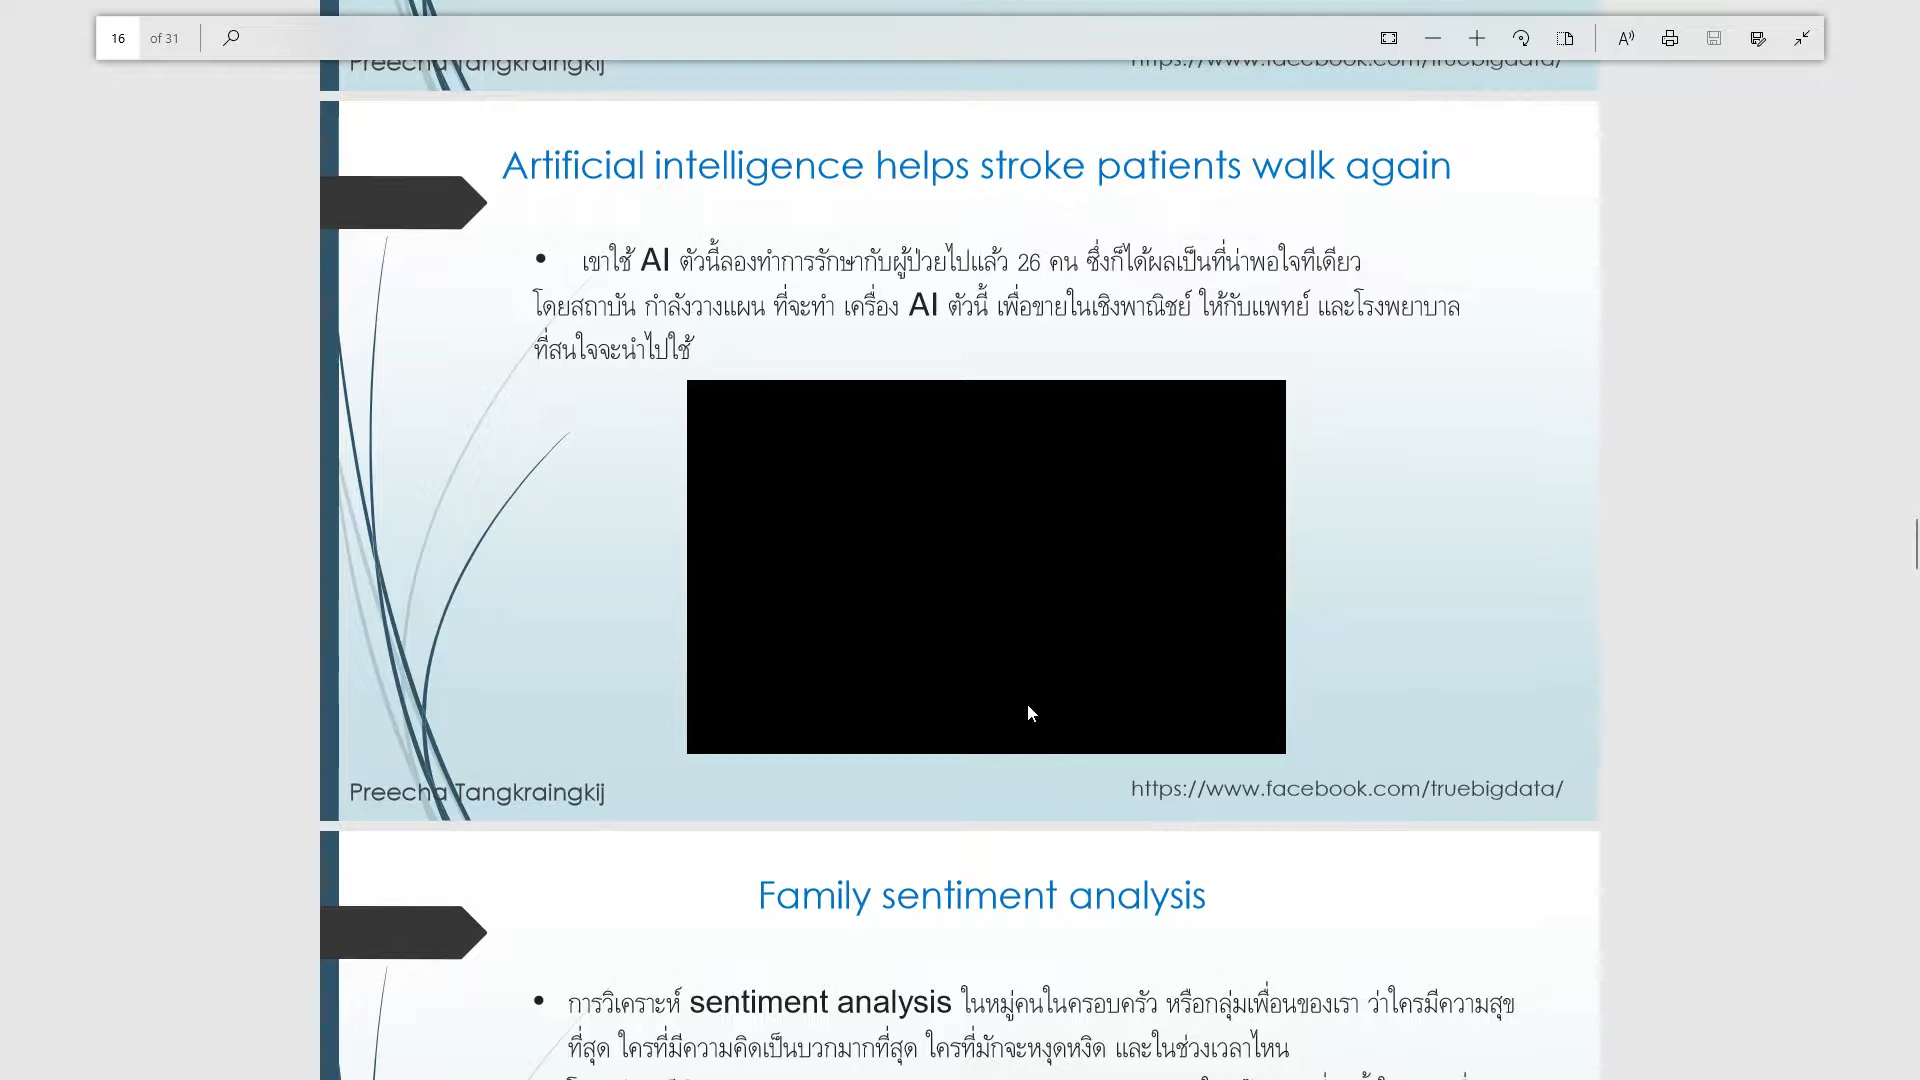 16 of 31
Preecha Tangkraingkij
https://www.facebook.com/truebigdata/
Artificial intelligence helps stroke patients walk again
• เขาใช้ AI ตัวนี้ลองทำการรักษากับผู้ป่วยไปแล้ว 26 คน ซึ่งก็ได้ผลเป็นที่น่าพอใจทีเดียว
โดยสถาบัน กำลังวางแผน ที่จะทำ เครื่อง AI ตัวนี้ เพื่อขายในเชิงพาณิชย์ ให้กับแพทย์ และโรงพยาบาล
ที่สนใจจะนำไปใช้
Preecha Tangkraingkij
https://www.facebook.com/truebigdata/
Family sentiment analysis
• การวิเคราะห์ sentiment analysis ในหมู่คนในครอบครัว หรือกลุ่มเพื่อนของเรา ว่าใครมีความสุข
ที่สุด ใครที่มีความคิดเป็นบวกมากที่สุด ใครที่มักจะหงุดหงิด และในช่วงเวลาไหน